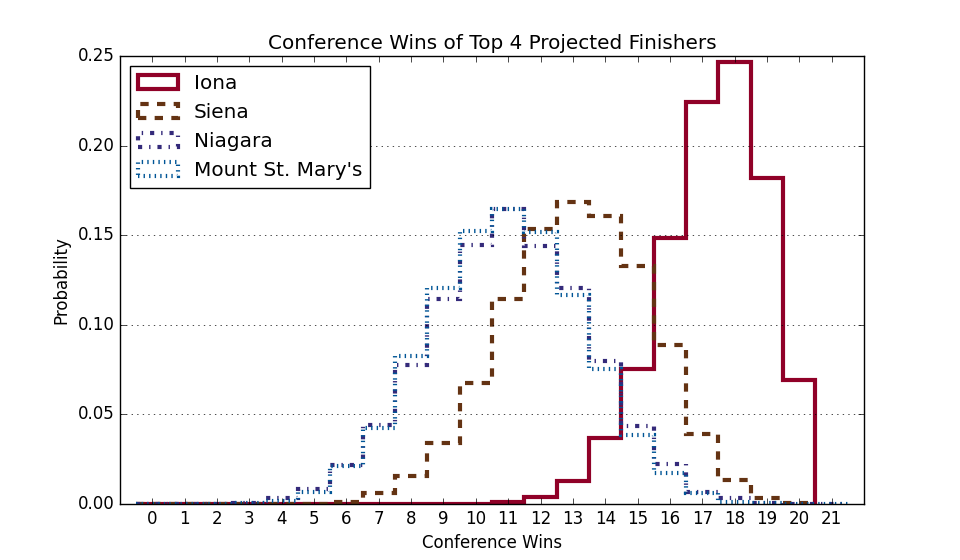 Conference Wins of Top 4 Projected Finishers
0.25
0.20
0.15
0.10
0.05
0.00
Probability
Iona
Siena
Niagara
Mount St. Mary's
0 1 2 3 4 5 6 7 8 9 10 11 12 13 14 15 16 17 18 19 20 21
Conference Wins